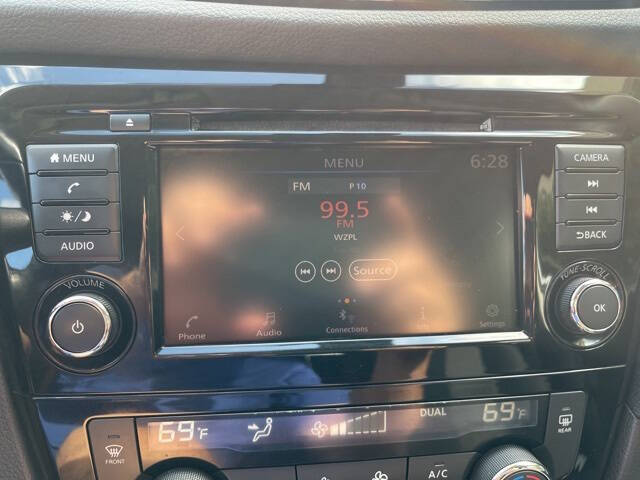 MENU
CAMERA
MENU
6:28
FM
P 10
99.5
FM
AUDIO
WZPL
BACK
VOLUME
TUNE•SCROLL
Source
OK
Phone
Audio
Connections
Settings
69°F
DUAL
69°F
FRONT
REAR
A/C